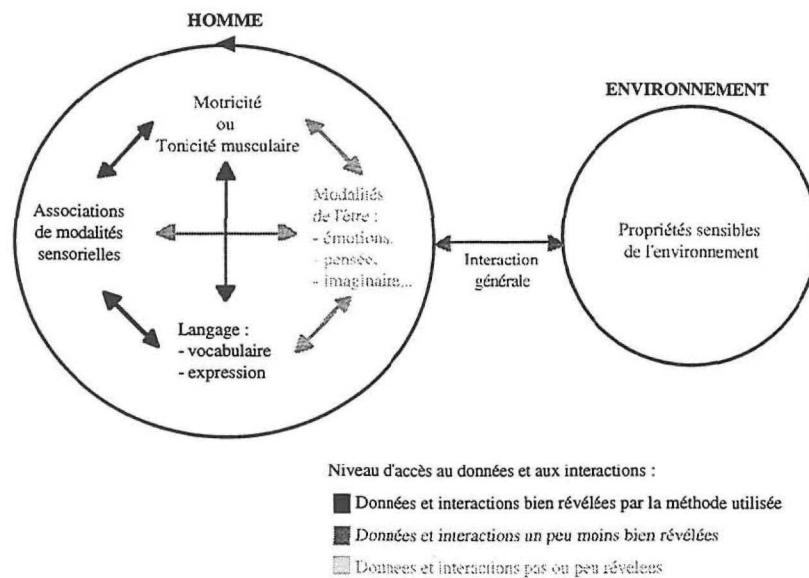 HOMME
Motricité
ou
Tonicité musculaire
Associations
de modalités
sensorielles
Modalités
de l'être :
- émotions,
- pensée,
- imaginaire...
Langage :
- vocabulaire
- expression
Interaction
générale
ENVIRONNEMENT
Propriétés sensibles
de l'environnement
Niveau d'accès au données et aux interactions :
Données et interactions bien révélées par la méthode utilisée
Données et interactions un peu moins bien révélées
Données et interactions pas ou peu révelees